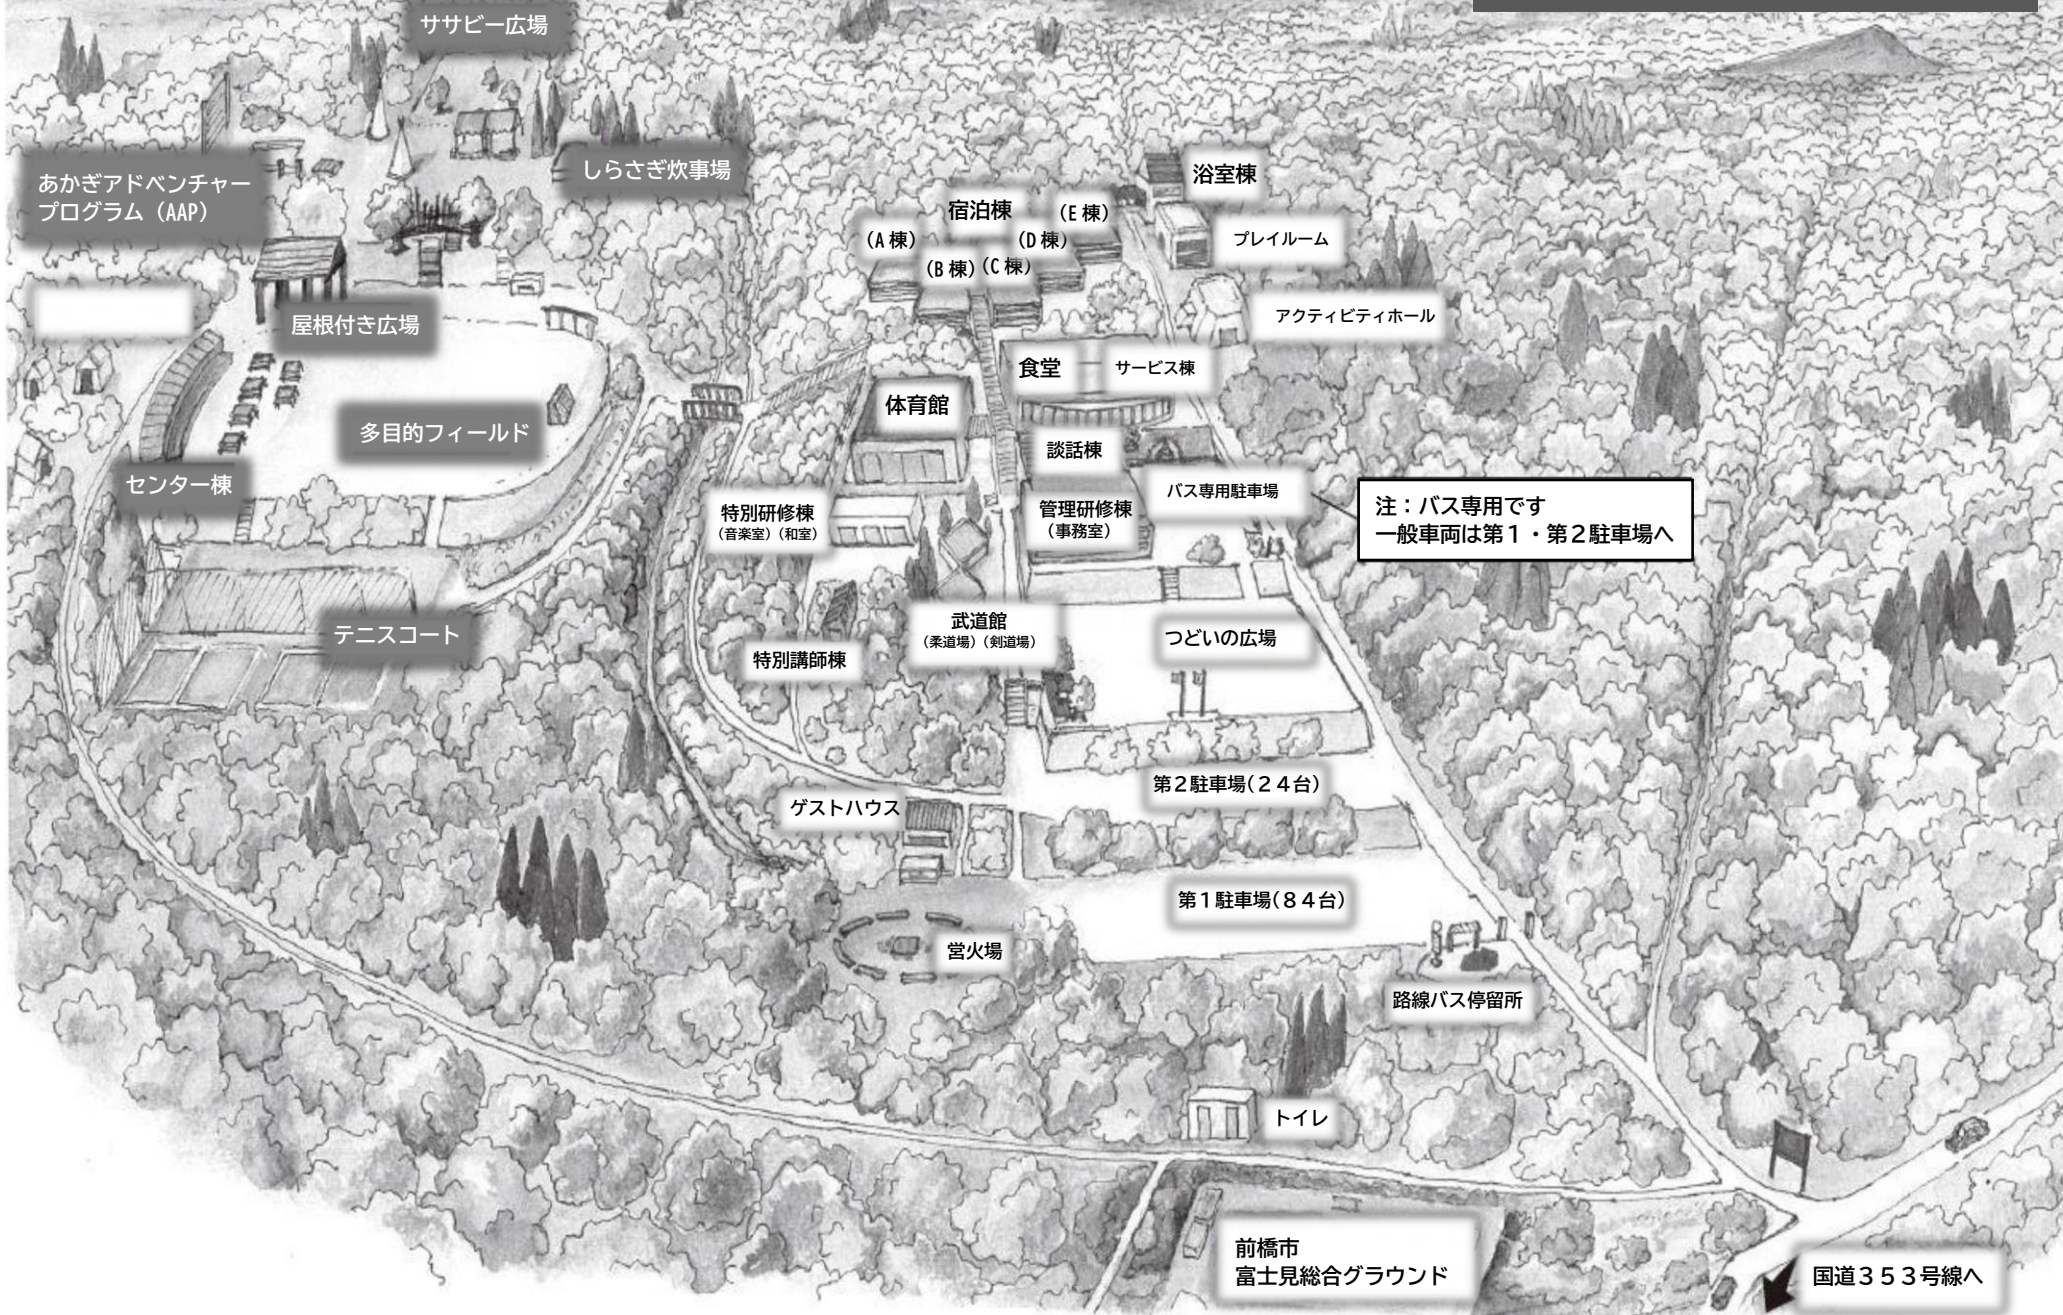 ササビー広場
あかぎアドベンチャー
プログラム（AAP）
しらさぎ炊事場
浴室棟
宿泊棟
（E棟）
（A棟）
（D棟）
（B棟）
（C棟）
プレイルーム
屋根付き広場
アクティビティホール
食堂
サービス棟
体育館
多目的フィールド
談話棟
センター棟
バス専用駐車場
注：バス専用です
一般車両は第１・第２駐車場へ
特別研修棟
（音楽室）（和室）
管理研修棟
（事務室）
テニスコート
武道館
（柔道場）（剣道場）
つどいの広場
特別講師棟
第２駐車場（２４台）
ゲストハウス
第１駐車場（８４台）
営火場
路線バス停留所
トイレ
前橋市
富士見総合グラウンド
国道３５３号線へ